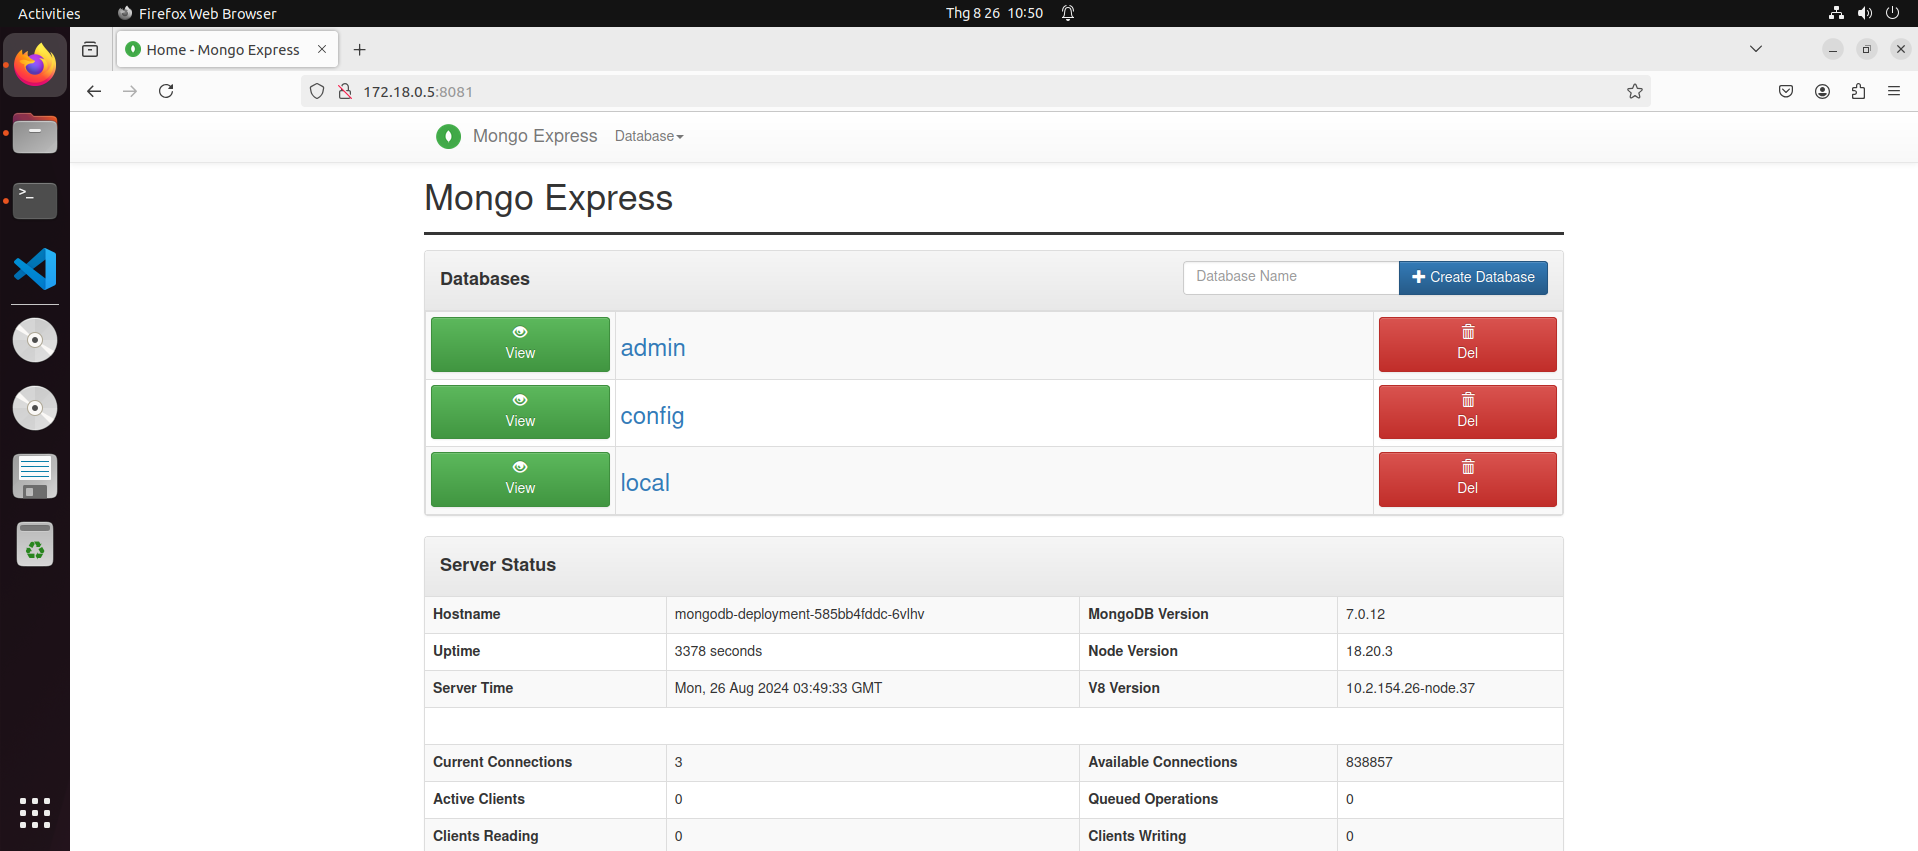 Activities Firefox Web Browser Thg 8 26 10:50
Home - Mongo Express
172.18.0.5:8081
Mongo Express Database
Mongo Express
Databases Database Name Create Database
View admin Del
View config Del
View local Del
Server Status
Hostname mongodb-deployment-585bb4fddc-6vlhv MongoDB Version 7.0.12
Uptime 3378 seconds Node Version 18.20.3
Server Time Mon, 26 Aug 2024 03:49:33 GMT V8 Version 10.2.154.26-node.37
Current Connections 3 Available Connections 838857
Active Clients 0 Queued Operations 0
Clients Reading 0 Clients Writing 0